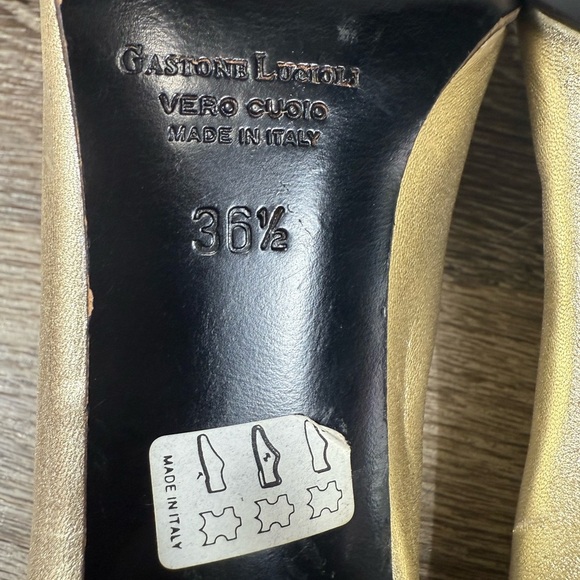 GASTONE LUCIOLI
VERO CUOIO
MADE IN ITALY
36½
MADE IN ITALY